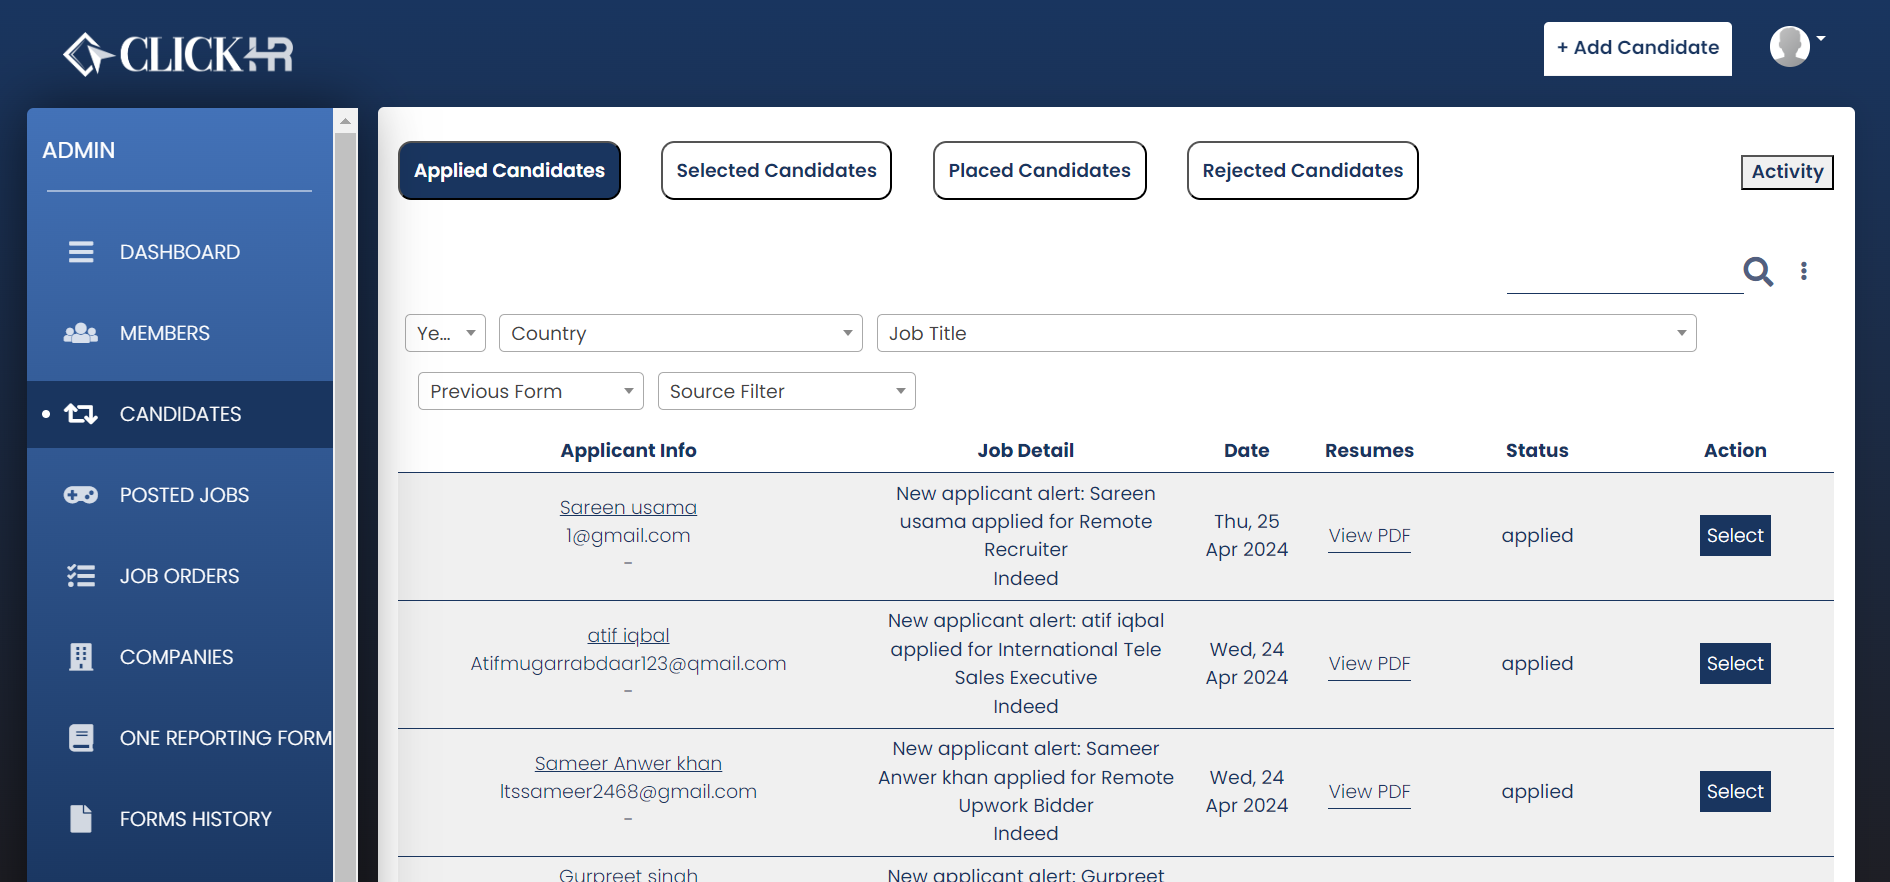 CLICKHR
+ Add Candidate
ADMIN
DASHBOARD
MEMBERS
CANDIDATES
POSTED JOBS
JOB ORDERS
COMPANIES
ONE REPORTING FORM
FORMS HISTORY
Applied Candidates
Selected Candidates
Placed Candidates
Rejected Candidates
Activity
Ye...
Country
Job Title
Previous Form
Source Filter
Applicant Info
Job Detail
Date
Resumes
Status
Action
Sareen usama
1@gmail.com
-
New applicant alert: Sareen
usama applied for Remote
Recruiter
Indeed
Thu, 25
Apr 2024
View PDF
applied
Select
atif iqbal
Atifmugarrabdaar123@qmail.com
-
New applicant alert: atif iqbal
applied for International Tele
Sales Executive
Indeed
Wed, 24
Apr 2024
View PDF
applied
Select
Sameer Anwer khan
ltssameer2468@gmail.com
-
New applicant alert: Sameer
Anwer khan applied for Remote
Upwork Bidder
Indeed
Wed, 24
Apr 2024
View PDF
applied
Select
Gurpreet singh
New applicant alert: Gurpreet